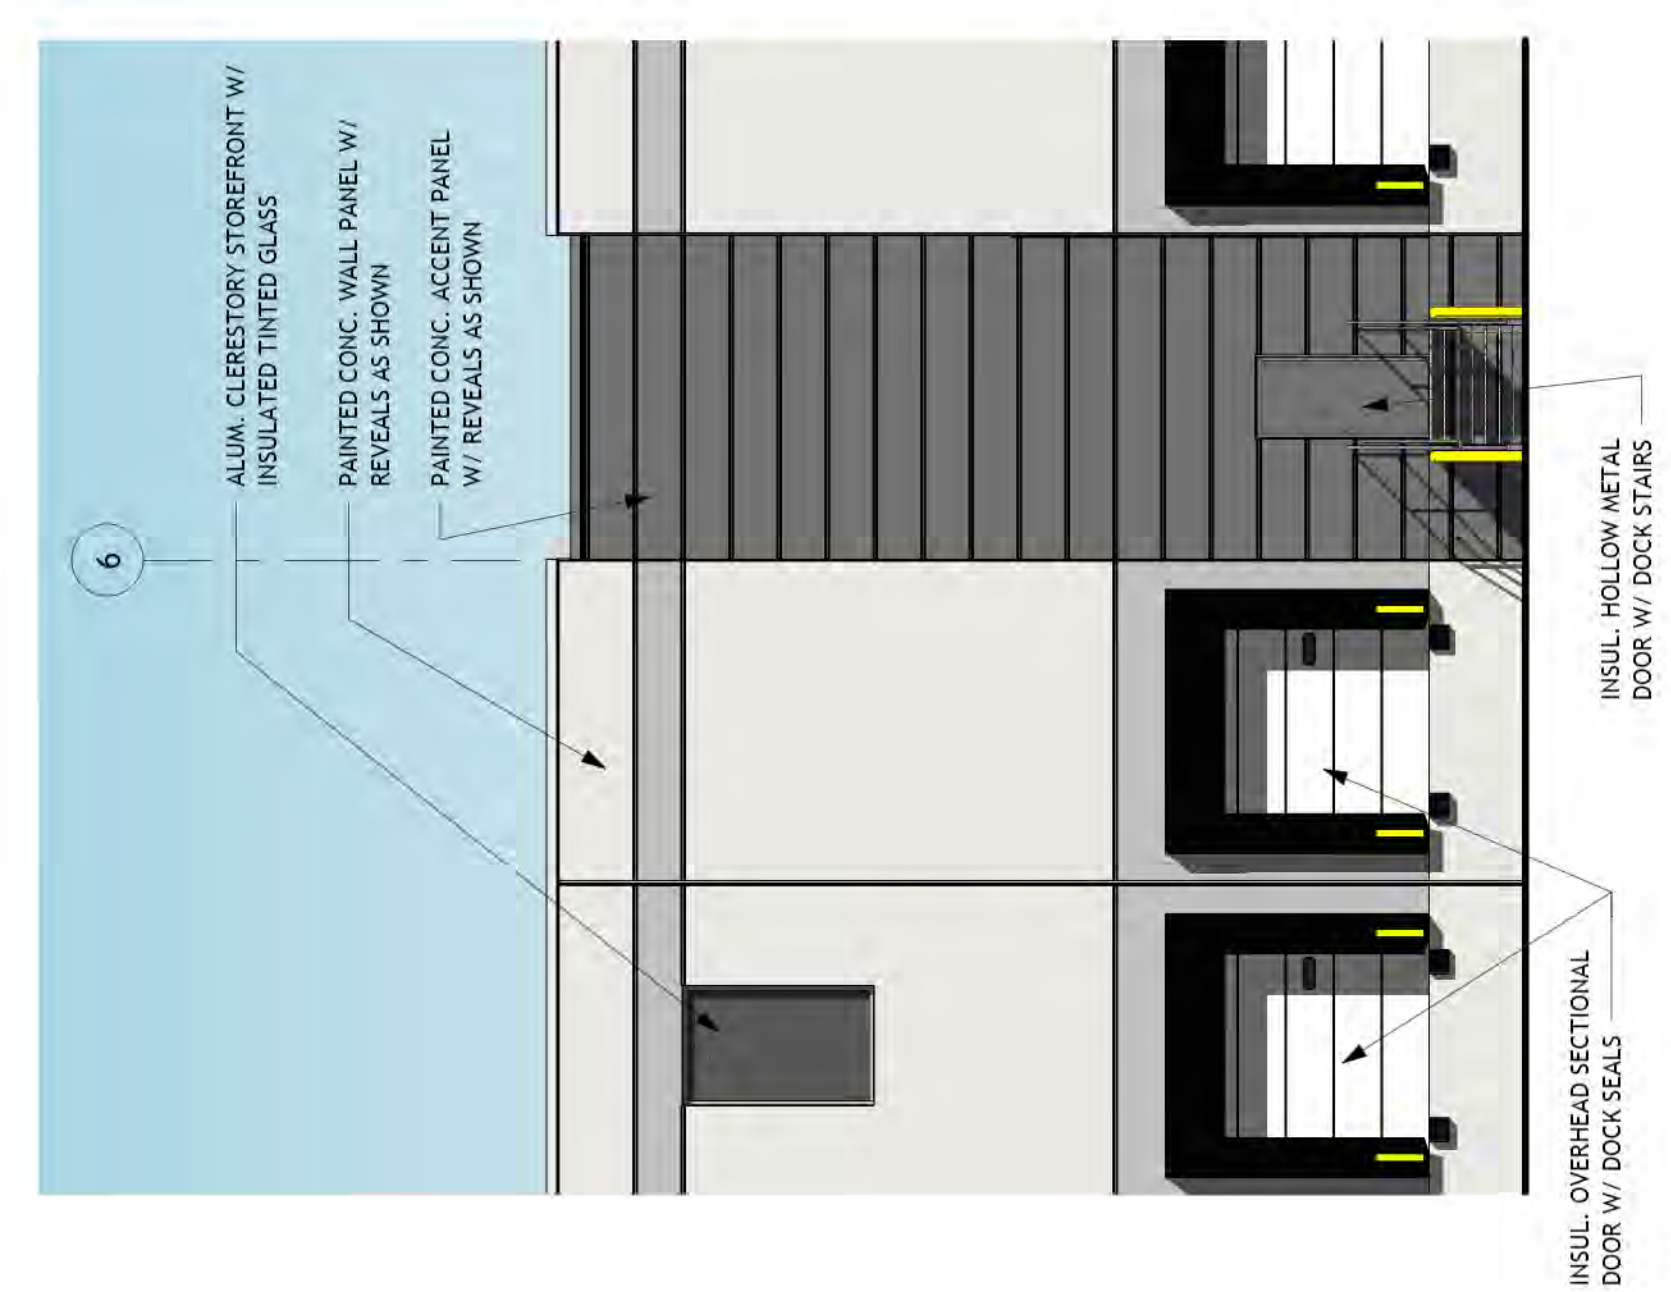 6
ALUM. CLERESTORY STOREFRONT W/
INSULATED TINTED GLASS
PAINTED CONC. WALL PANEL W/
REVEALS AS SHOWN
PAINTED CONC. ACCENT PANEL
W/ REVEALS AS SHOWN
INSUL. OVERHEAD SECTIONAL
DOOR W/ DOCK SEALS
INSUL. HOLLOW METAL
DOOR W/ DOCK STAIRS